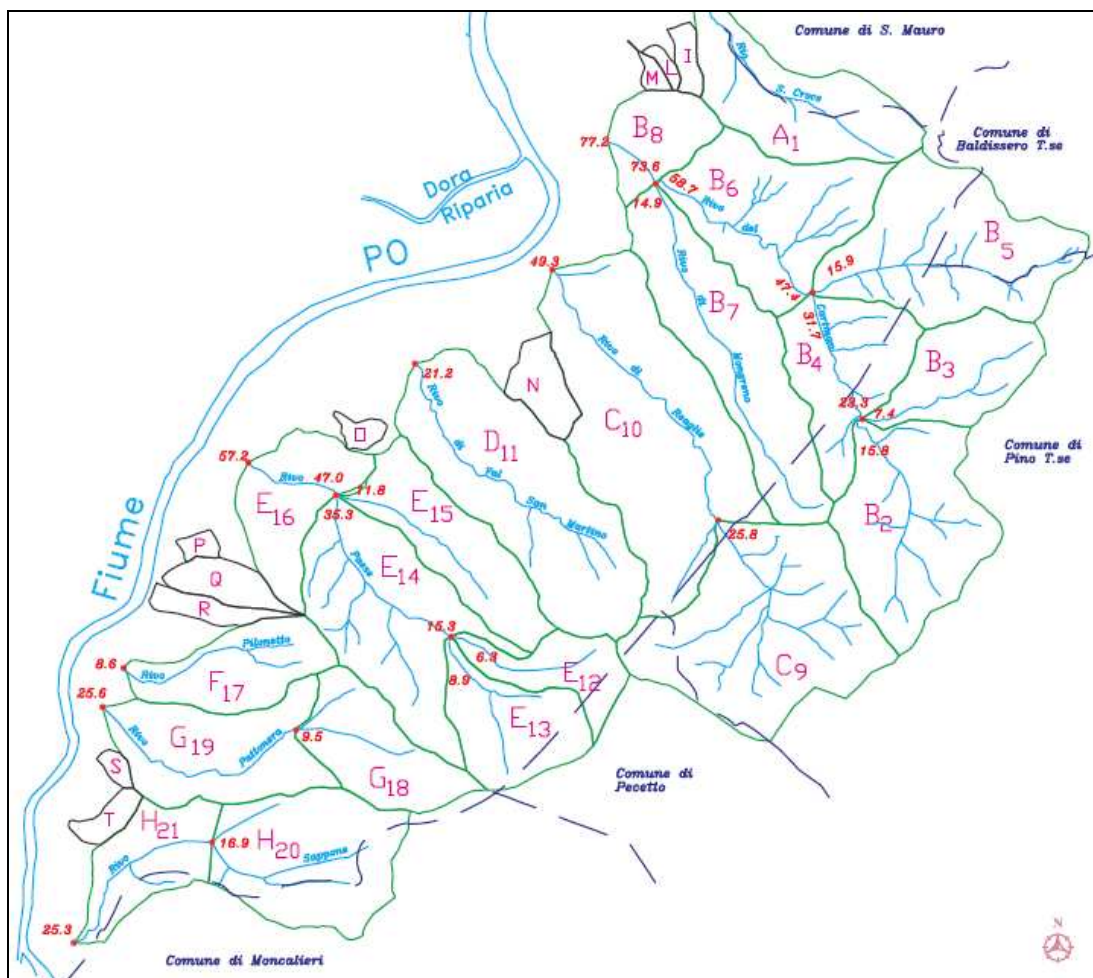 Comune di S. Mauro
Rio
S. Croce
I
L
M
A1
B8
77.2
Comune di
Baldissero T.se
73.6
58.7
B6
14.9
Rivo
del
Dora
Riparia
B5
PO
49.3
15.9
Rivo
di
B7
47.4
Cartman
31.7
B4
B3
Mongreno
N
Rivo di
Reaglie
21.2
Rivo
di
Val
San
Martino
D11
C10
23.3
7.4
15.8
Comune di
Pino T.se
O
57.2
Rivo
47.0
11.8
35.3
E16
E15
B2
25.8
P
Q
R
Fiume
E14
15.3
6.3
8.9
E12
C9
Pilonetto
8.6
Rivo
F17
E13
25.6
Rivo
Pattonera
G19
9.5
S
G18
Comune di
Pecetto
T
H21
H20
16.9
Rivo
Sappone
25.3
Comune di Moncalieri
N